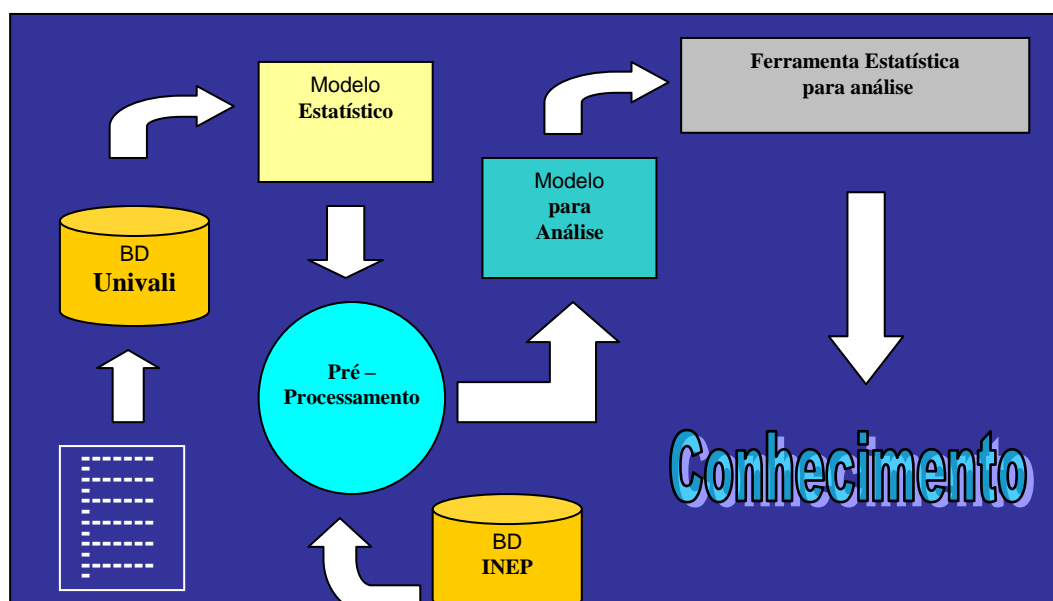 Modelo
Estatístico
Ferramenta Estatística
para análise
Modelo
para
Análise
BD
Univali
Pré –
Processamento
Conhecimento
BD
INEP